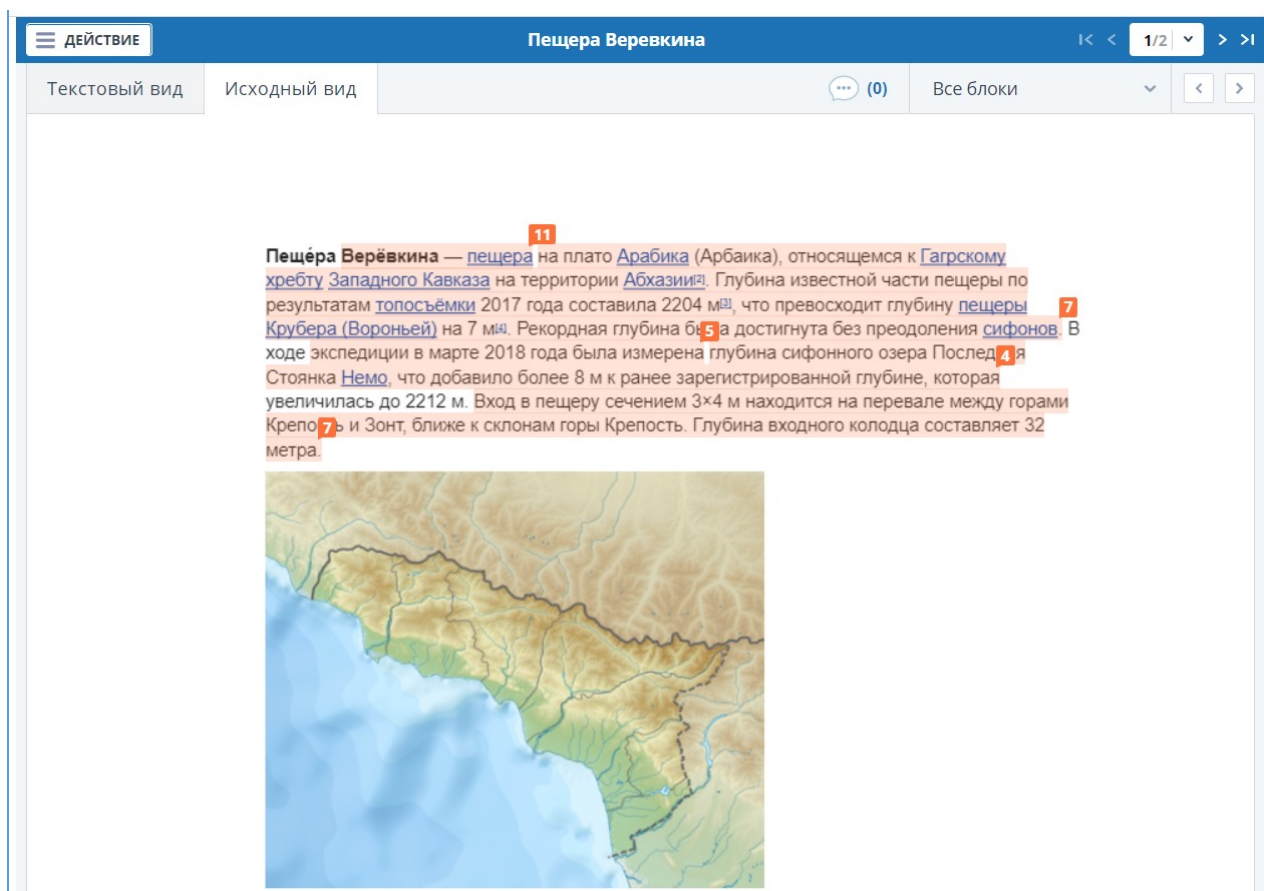 ДЕЙСТВИЕ
Пещера Веревкина
1/2
Текстовый вид
Исходный вид
(0)
Все блоки
11
Пеще́ра Верёвкина — пещера на плато Арабика (Арбаика), относящемся к Гагрскому
хребту Западного Кавказа на территории Абхазии[2]. Глубина известной части пещеры по
результатам топосъёмки 2017 года составила 2204 м[3], что превосходит глубину пещеры
7
Крубера (Вороньей) на 7 м[4]. Рекордная глубина была достигнута без преодоления сифонов. В
5
ходе экспедиции в марте 2018 года была измерена глубина сифонного озера Последняя
4
Стоянка Немо, что добавило более 8 м к ранее зарегистрированной глубине, которая
увеличилась до 2212 м. Вход в пещеру сечением 3×4 м находится на перевале между горами
Крепость и Зонт, ближе к склонам горы Крепость. Глубина входного колодца составляет 32
7
метра.